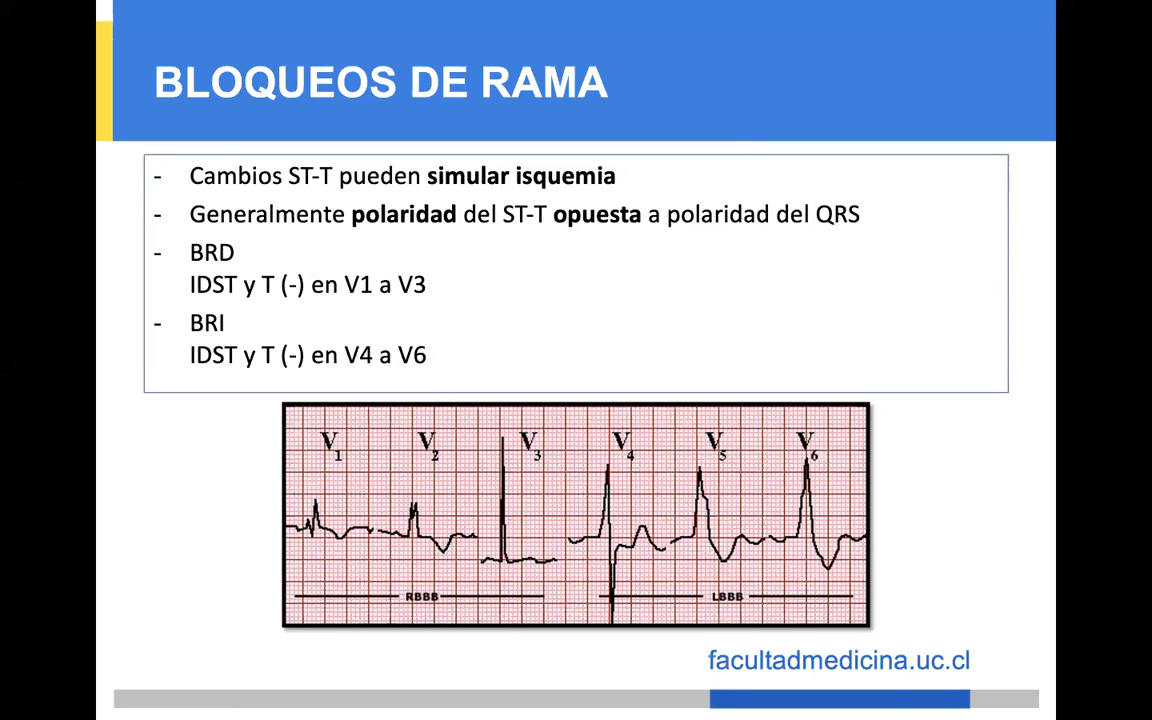 BLOQUEOS DE RAMA
- Cambios ST-T pueden simular isquemia
- Generalmente polaridad del ST-T opuesta a polaridad del QRS
- BRD
IDST y T (-) en V1 a V3
- BRI
IDST y T (-) en V4 a V6
V1 V2 V3 V4 V5 V6
RBBB LBBB
facultadmedicina.uc.cl